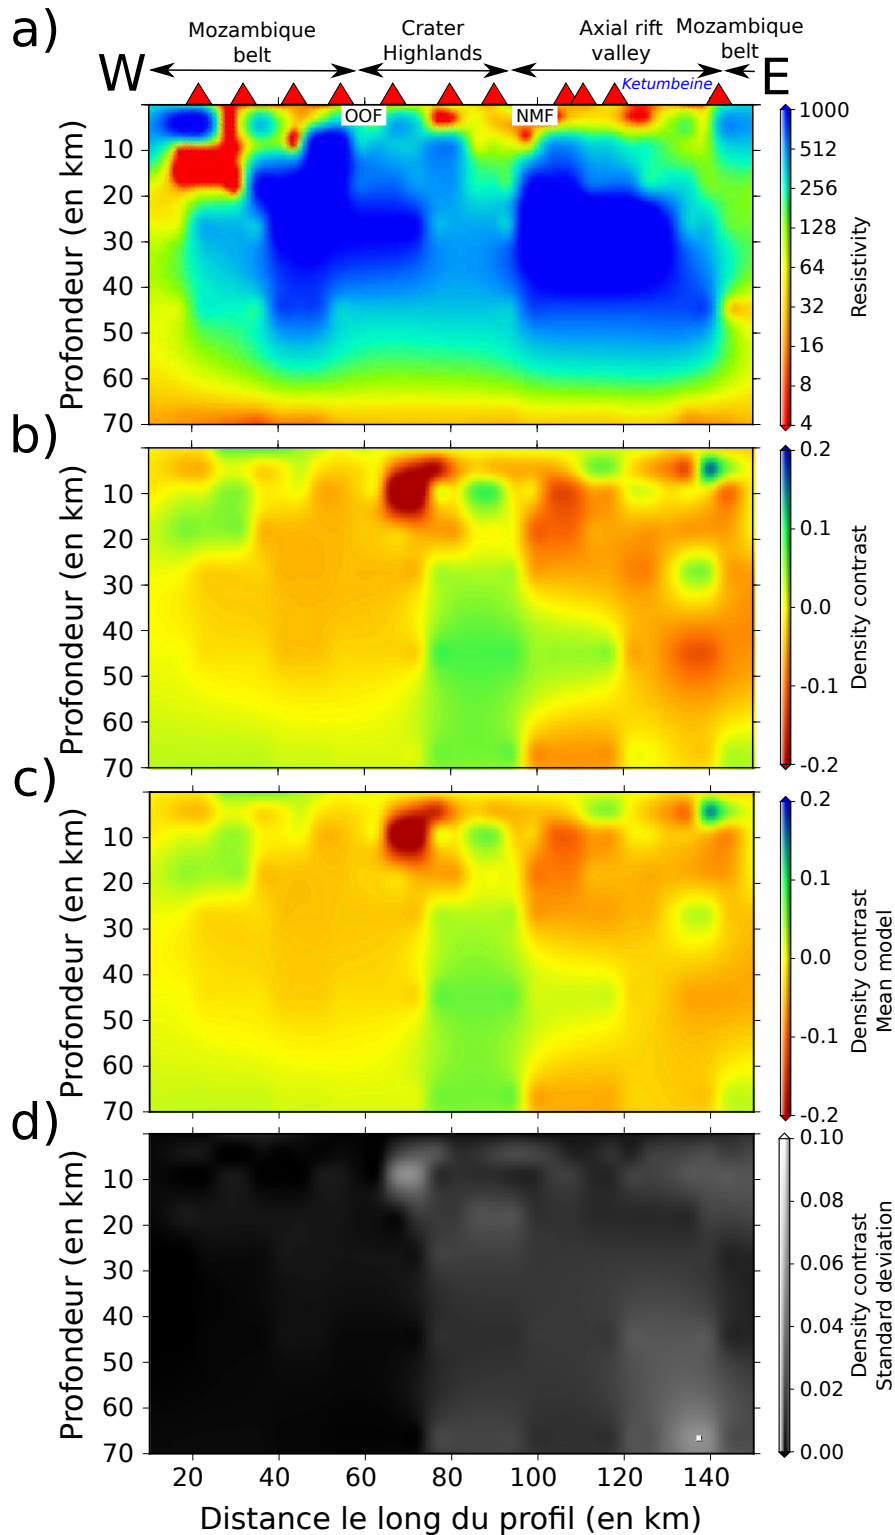 a)
Mozambique
belt
Crater
Highlands
Axial rift
valley
Mozambique
belt
W
E
Ketumbeine
OOF
NMF
Profondeur (en km)
10
20
30
40
50
60
70
1000
512
256
128
64
32
16
8
4
Resistivity
b)
Profondeur (en km)
10
20
30
40
50
60
70
0.2
0.1
0.0
-0.1
-0.2
Density contrast
c)
Profondeur (en km)
10
20
30
40
50
60
70
0.2
0.1
0.0
-0.1
-0.2
Density contrast
Mean model
d)
Profondeur (en km)
10
20
30
40
50
60
70
0.10
0.08
0.06
0.04
0.02
0.00
Density contrast
Standard deviation
20 40 60 80 100 120 140
Distance le long du profil (en km)